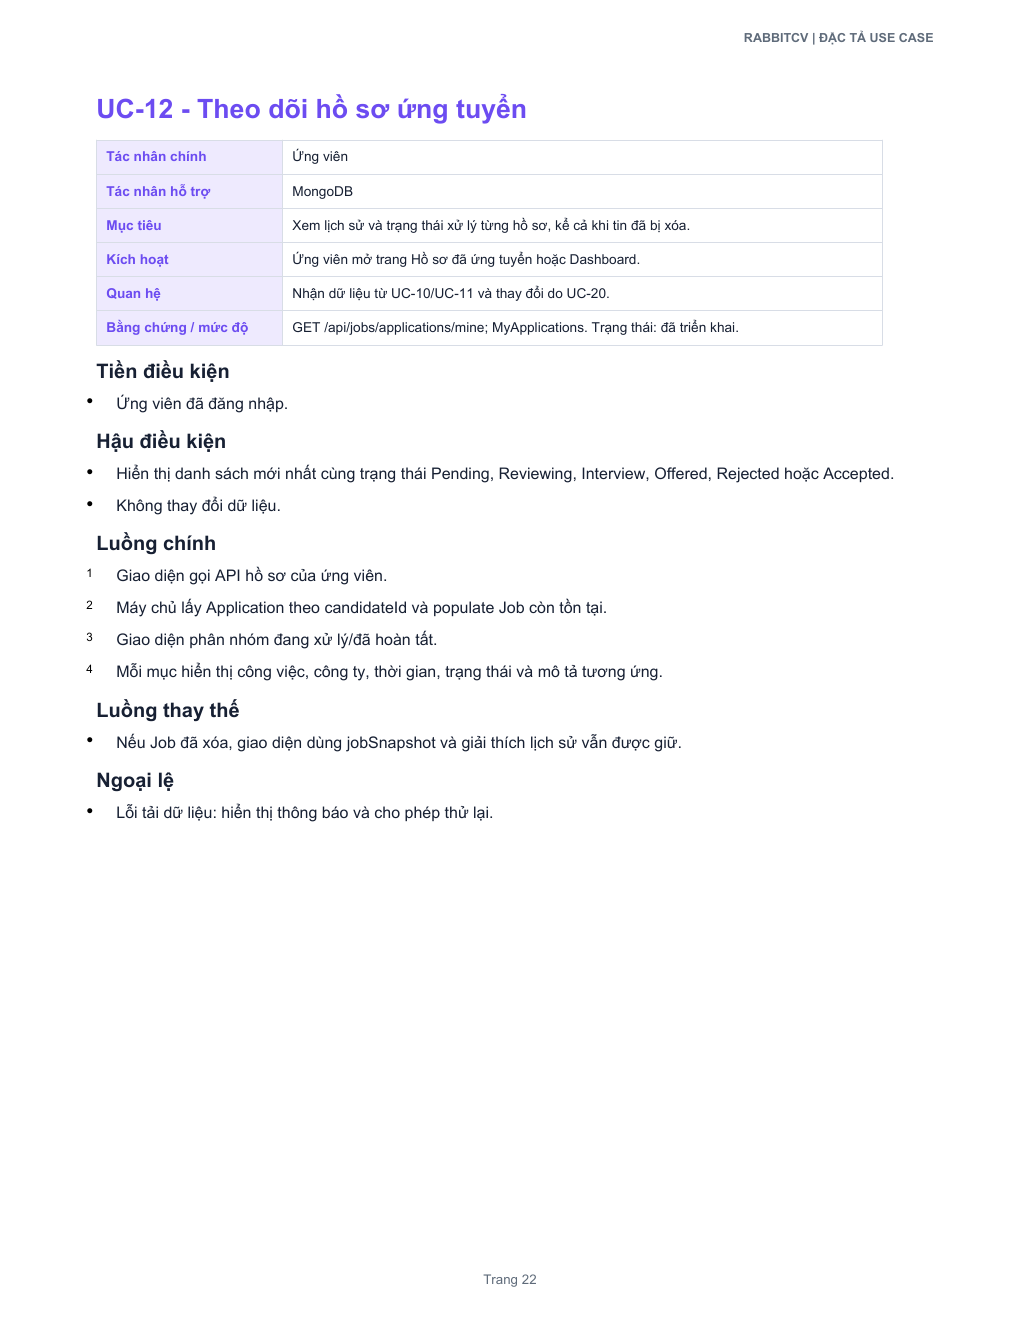 RABBITCV | ĐẶC TẢ USE CASE
UC-12 - Theo dõi hồ sơ ứng tuyển
Tác nhân chính Ứng viên
Tác nhân hỗ trợ MongoDB
Mục tiêu Xem lịch sử và trạng thái xử lý từng hồ sơ, kể cả khi tin đã bị xóa.
Kích hoạt Ứng viên mở trang Hồ sơ đã ứng tuyển hoặc Dashboard.
Quan hệ Nhận dữ liệu từ UC-10/UC-11 và thay đổi do UC-20.
Bằng chứng / mức độ GET /api/jobs/applications/mine; MyApplications. Trạng thái: đã triển khai.
Tiền điều kiện
• Ứng viên đã đăng nhập.
Hậu điều kiện
• Hiển thị danh sách mới nhất cùng trạng thái Pending, Reviewing, Interview, Offered, Rejected hoặc Accepted.
• Không thay đổi dữ liệu.
Luồng chính
1 Giao diện gọi API hồ sơ của ứng viên.
2 Máy chủ lấy Application theo candidateId và populate Job còn tồn tại.
3 Giao diện phân nhóm đang xử lý/đã hoàn tất.
4 Mỗi mục hiển thị công việc, công ty, thời gian, trạng thái và mô tả tương ứng.
Luồng thay thế
• Nếu Job đã xóa, giao diện dùng jobSnapshot và giải thích lịch sử vẫn được giữ.
Ngoại lệ
• Lỗi tải dữ liệu: hiển thị thông báo và cho phép thử lại.
Trang 22